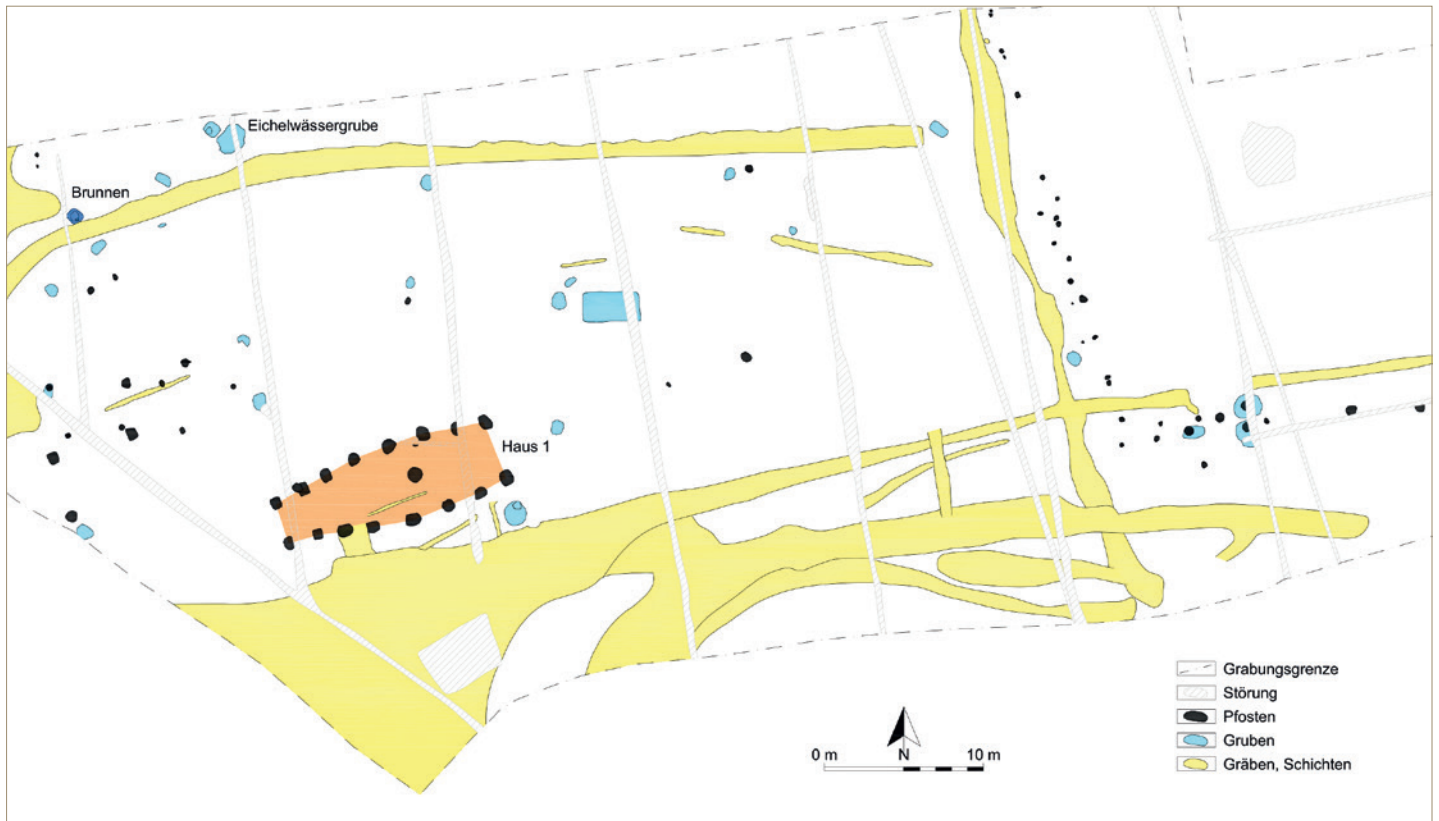 Eichelwässergrube
Brunnen
Haus 1
Grabungsgrenze
Störung
Pfosten
Gruben
Gräben, Schichten
0 m N 10 m